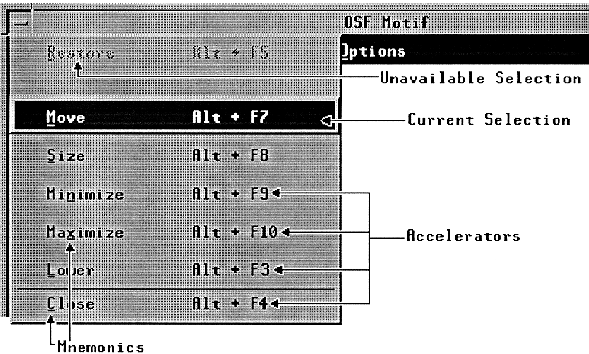 OSF Motif
Restore Alt + F5
Options
Unavailable Selection
Move Alt + F7
Current Selection
Size Alt + F8
Minimize Alt + F9
Maximize Alt + F10
Accelerators
Lower Alt + F3
Close Alt + F4
Mnemonics